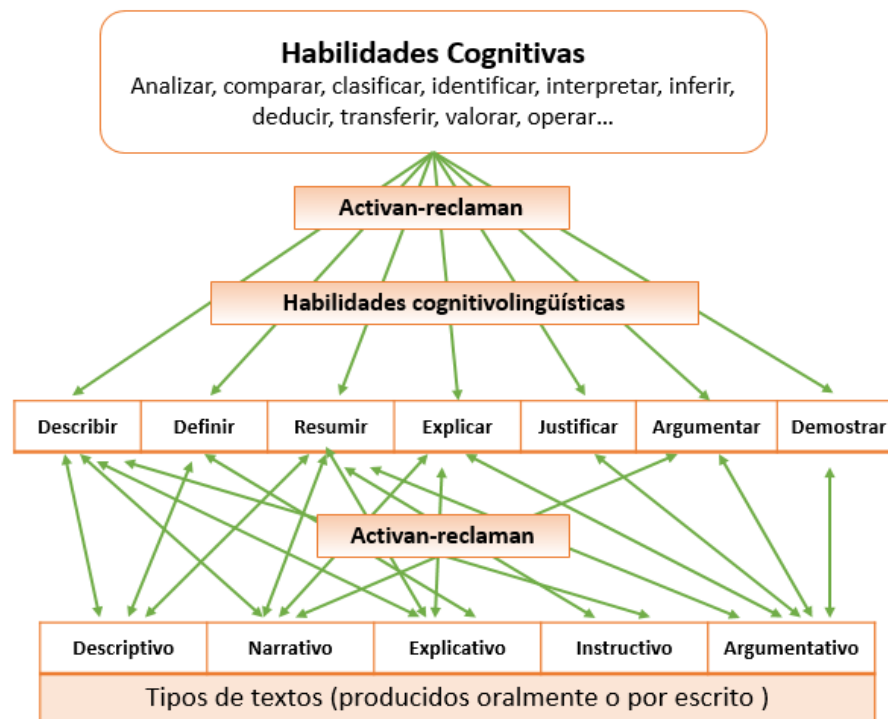 Habilidades Cognitivas
Analizar, comparar, clasificar, identificar, interpretar, inferir,
deducir, transferir, valorar, operar...
Activan-reclaman
Habilidades cognitivolingüísticas
Describir Definir Resumir Explicar Justificar Argumentar Demostrar
Activan-reclaman
Descriptivo Narrativo Explicativo Instructivo Argumentativo
Tipos de textos (producidos oralmente o por escrito )